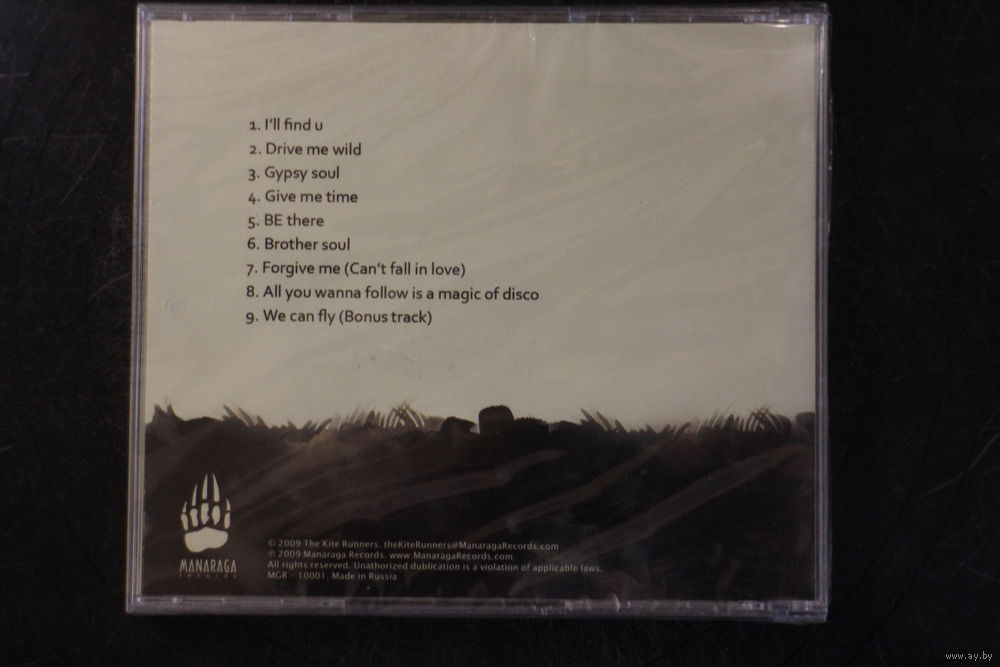 1. I'll find u
2. Drive me wild
3. Gypsy soul
4. Give me time
5. BE there
6. Brother soul
7. Forgive me (Can't fall in love)
8. All you wanna follow is a magic of disco
9. We can fly (Bonus track)
MANARAGA
records
© 2009 The Kite Runners. theKiteRunners@ManaragaRecords.com
℗ 2009 Manaraga Records. www.ManaragaRecords.com
All rights reserved. Unathorized dublication is a violation of applicable laws.
MGR - 10001. Made in Russia
www.ay.by